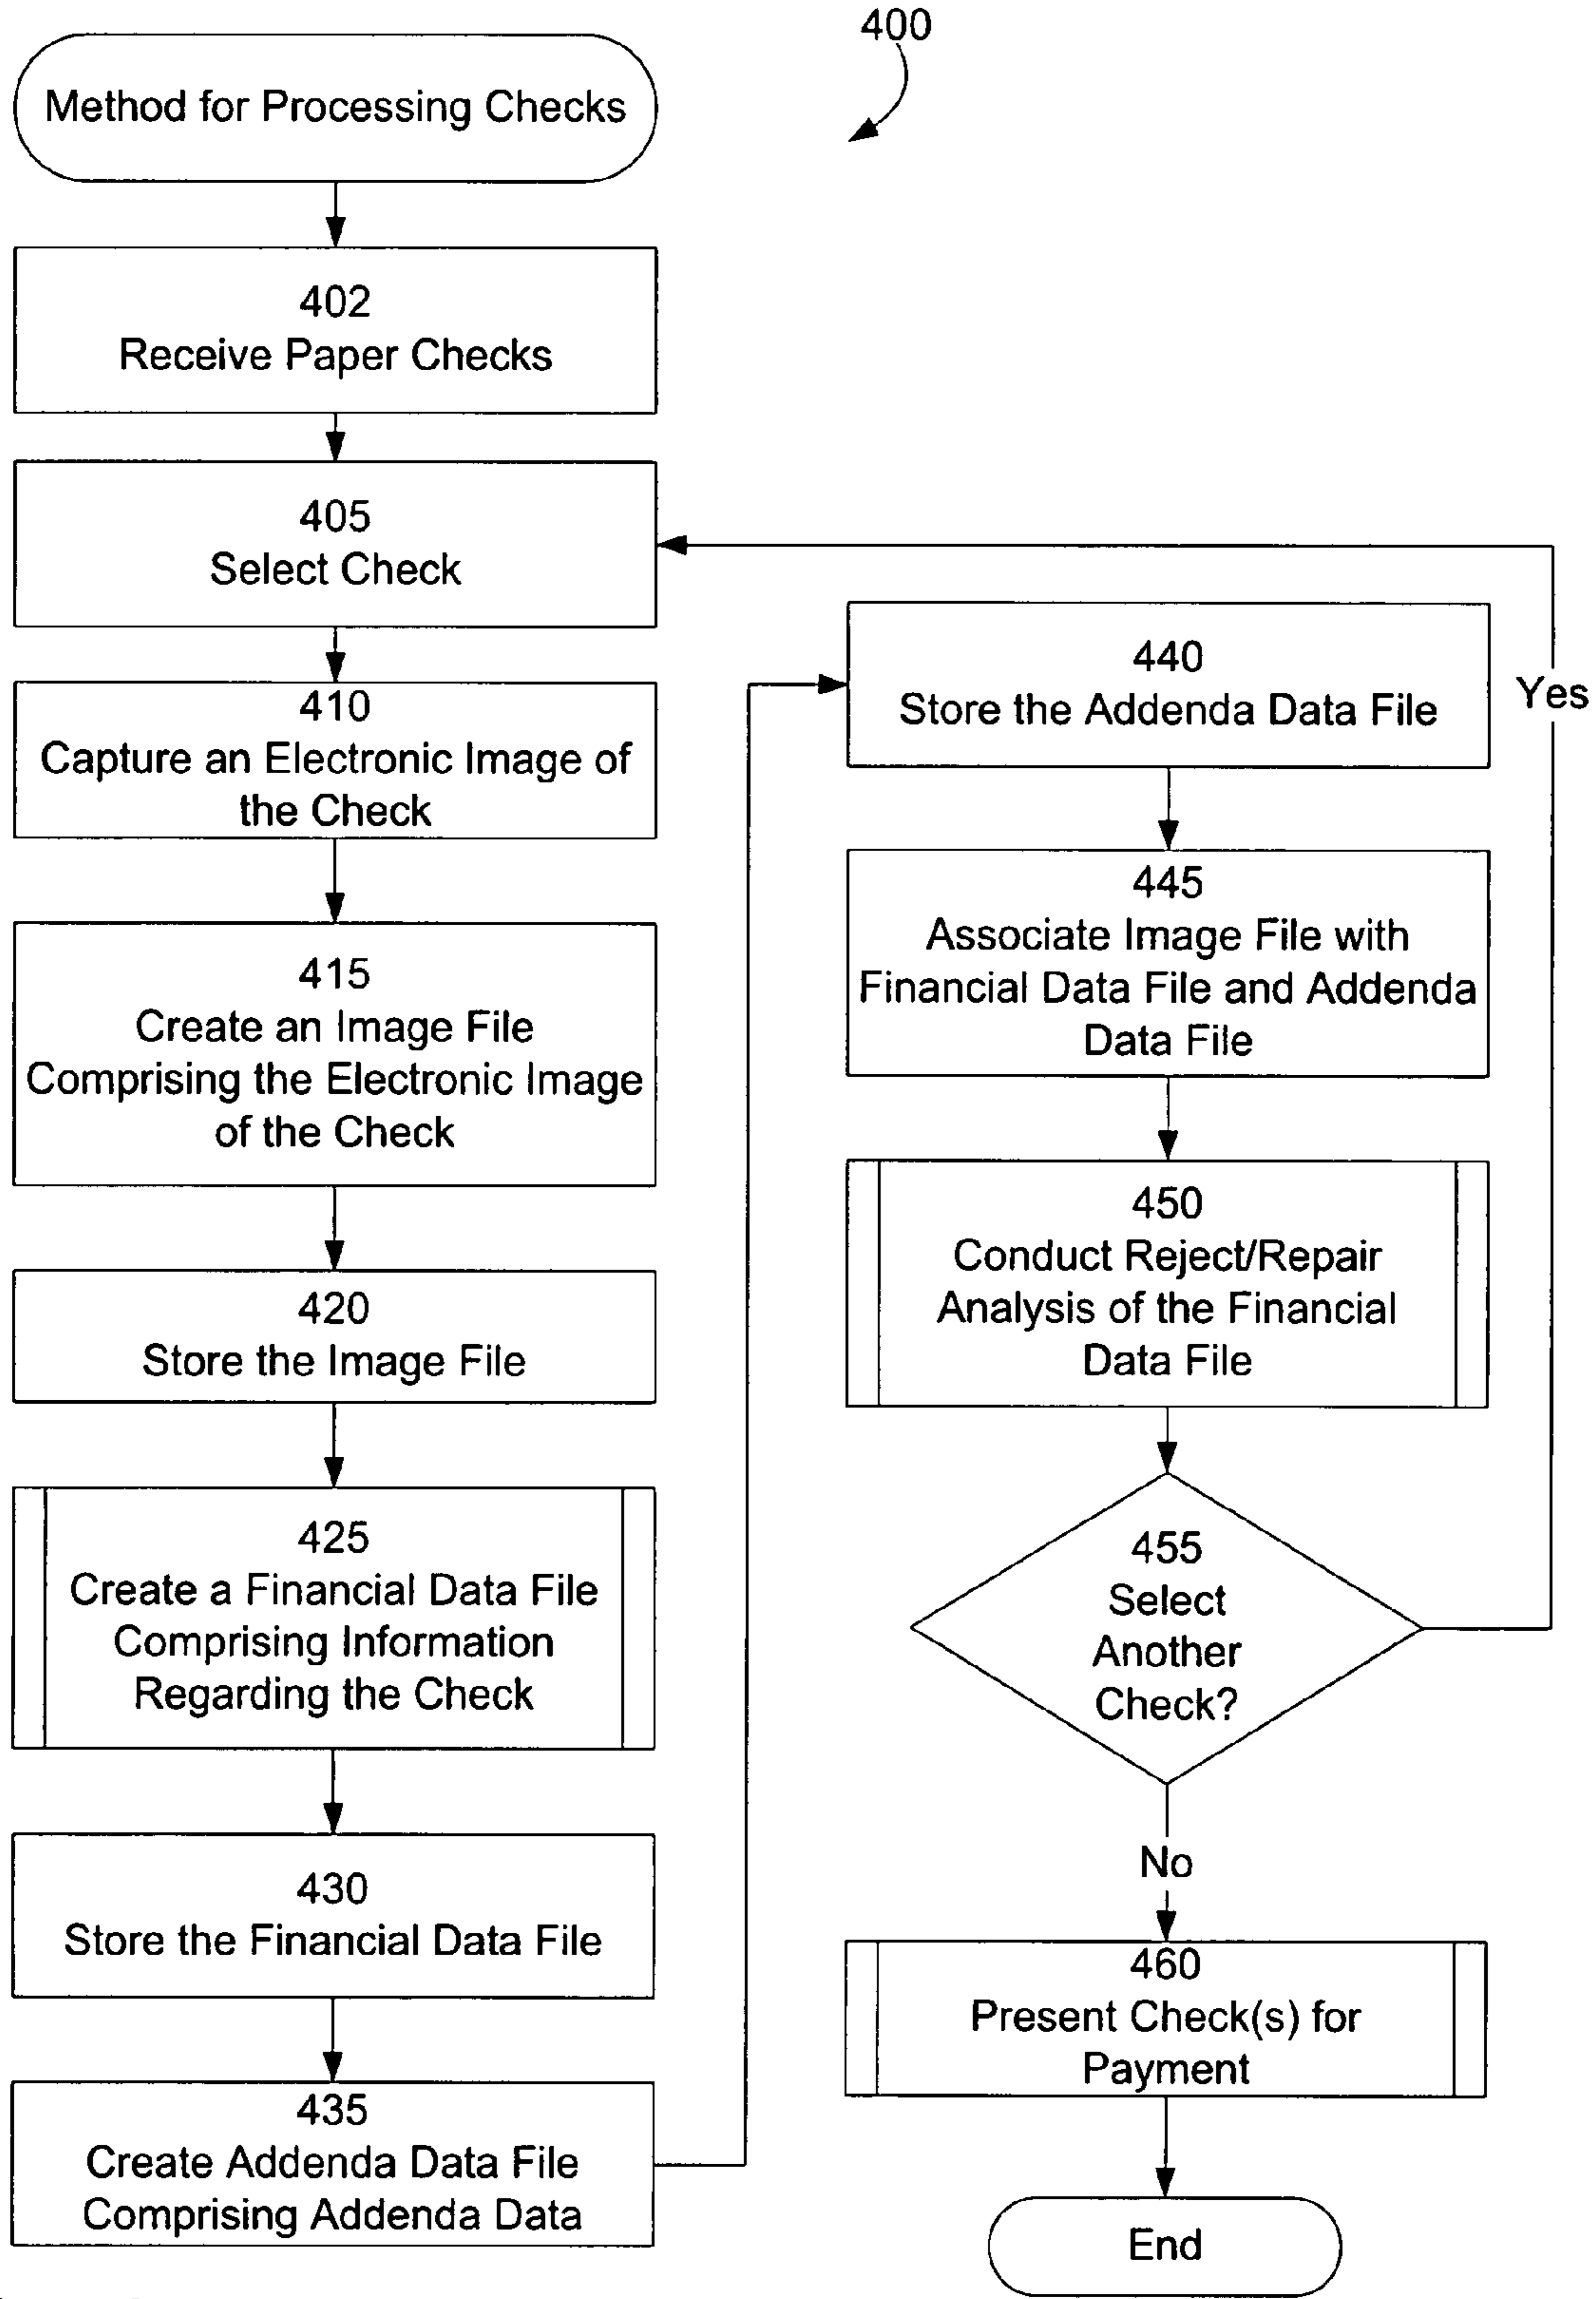 400
Method for Processing Checks
402
Receive Paper Checks
405
Select Check
410
Capture an Electronic Image of
the Check
415
Create an Image File
Comprising the Electronic Image
of the Check
420
Store the Image File
425
Create a Financial Data File
Comprising Information
Regarding the Check
430
Store the Financial Data File
435
Create Addenda Data File
Comprising Addenda Data
440
Store the Addenda Data File
445
Associate Image File with
Financial Data File and Addenda
Data File
450
Conduct Reject/Repair
Analysis of the Financial
Data File
455
Select
Another
Check?
Yes
No
460
Present Check(s) for
Payment
End